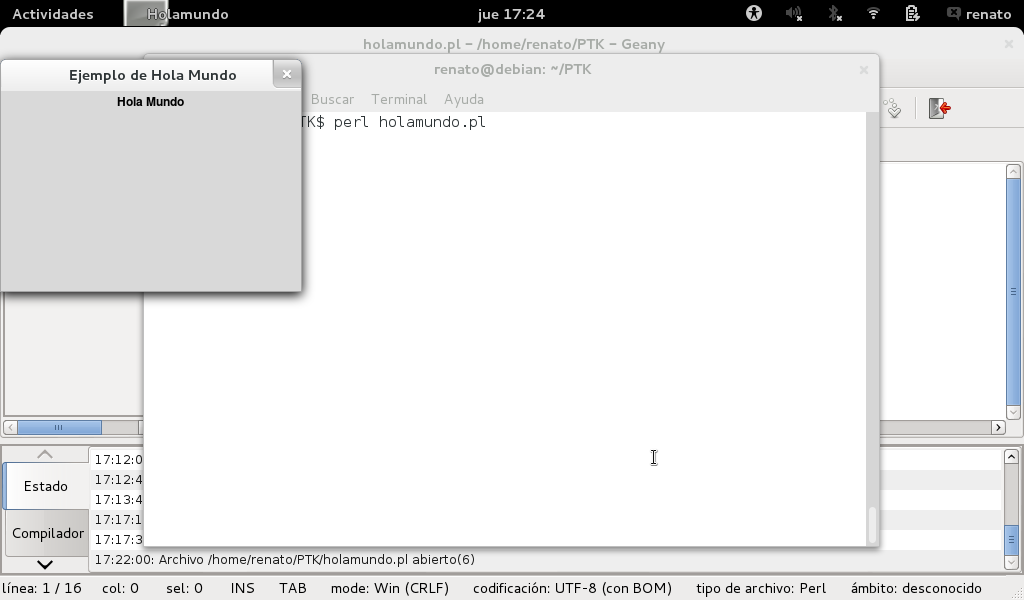 Actividades Holamundo jue 17:24 renato
holamundo.pl – /home/renato/PTK – Geany
renato@debian: ~/PTK
Ejemplo de Hola Mundo
Buscar Terminal Ayuda
Hola Mundo
TK$ perl holamundo.pl
17:12:0
17:12:4
Estado
17:13:4
17:17:1
Compilador
17:17:3
17:22:00: Archivo /home/renato/PTK/holamundo.pl abierto(6)
línea: 1 / 16 col: 0 sel: 0 INS TAB mode: Win (CRLF) codificación: UTF-8 (con BOM) tipo de archivo: Perl ámbito: desconocido